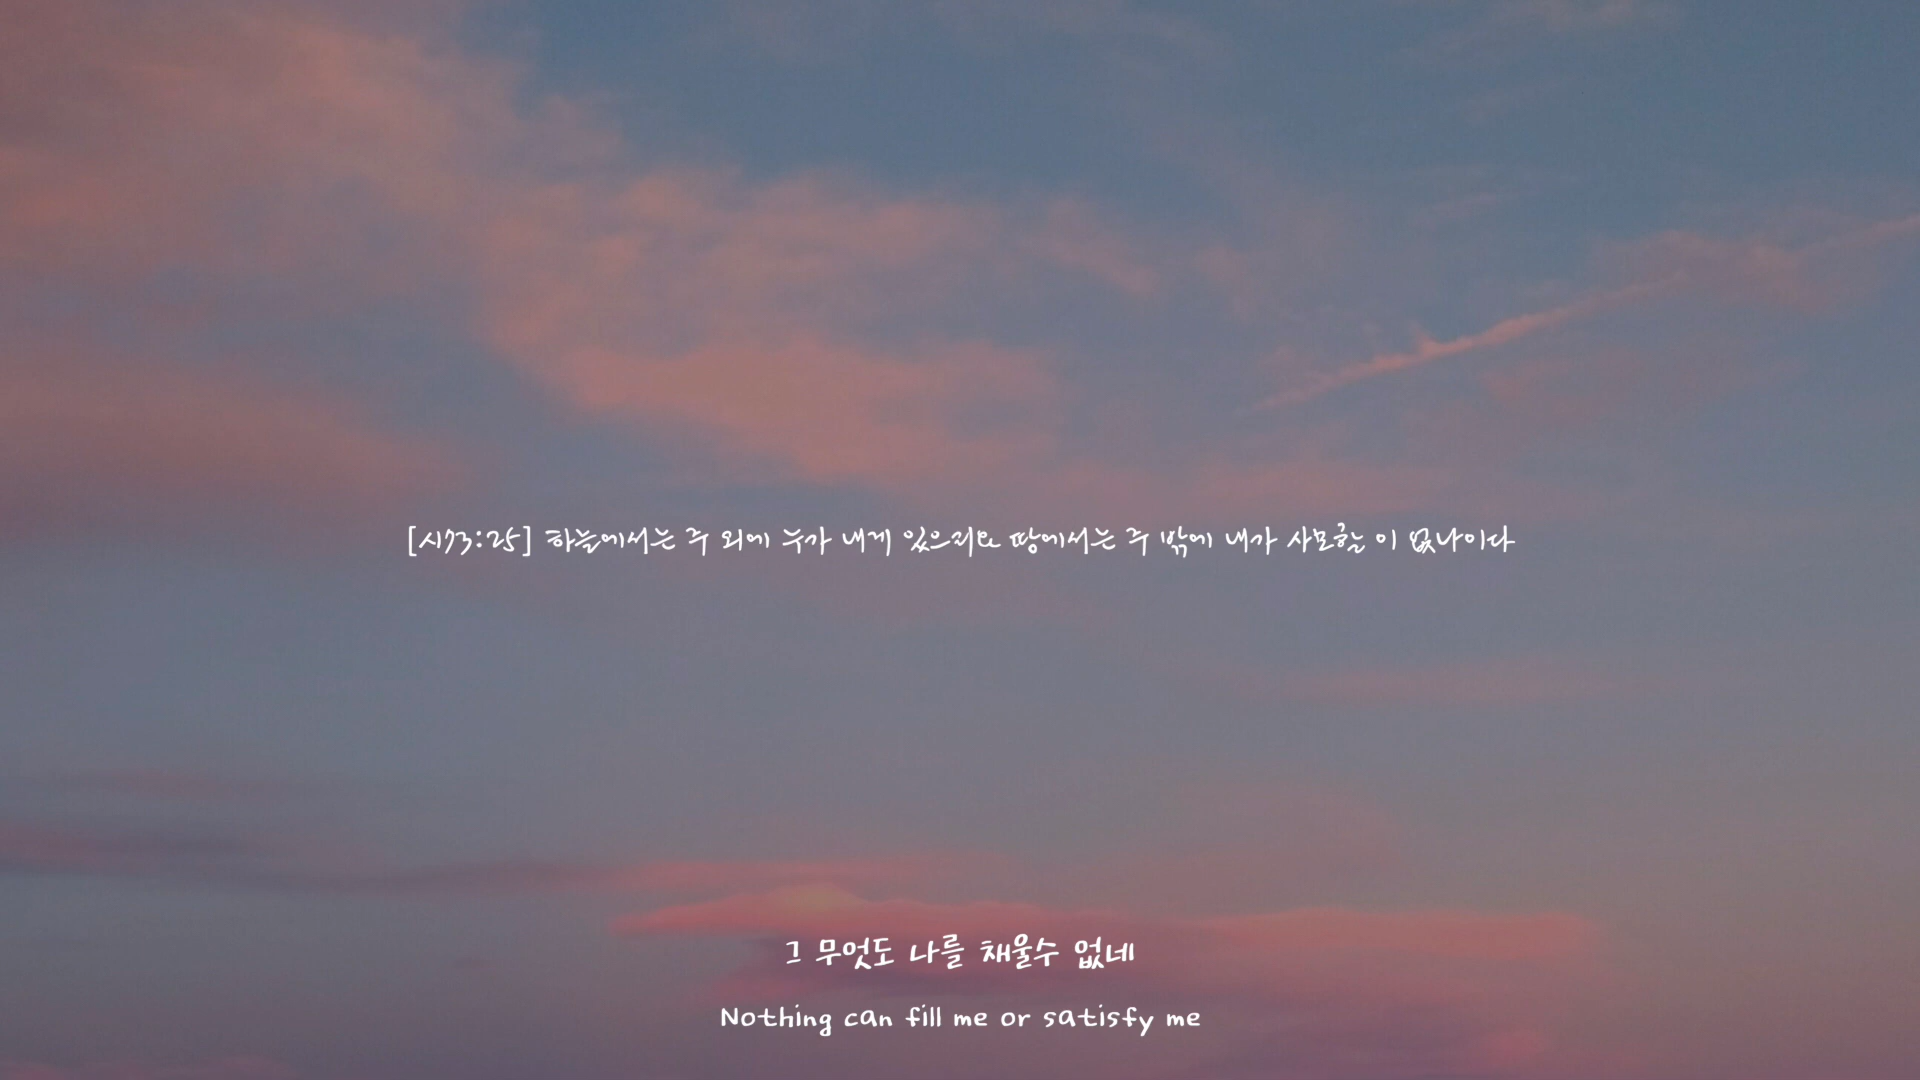 [시73:25] 하늘에서는 주 외에 누가 내게 있으리요 땅에서는 주 밖에 내가 사모할 이 없나이다
그 무엇도 나를 채울수 없네
Nothing can fill me or satisfy me